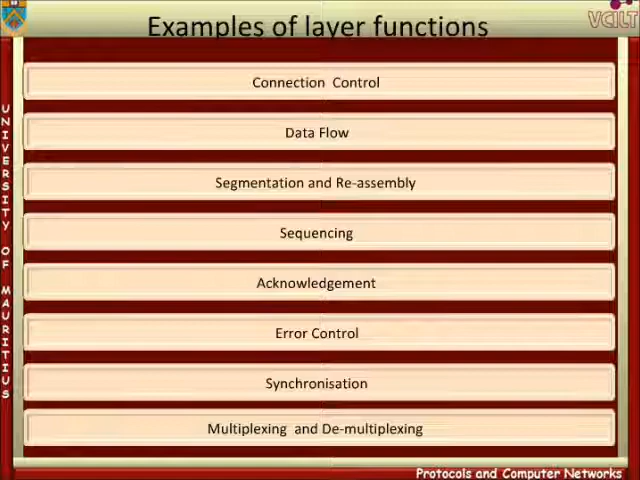 Examples of layer functions
VCILT
Connection  Control
Data Flow
Segmentation and Re-assembly
Sequencing
Acknowledgement
Error Control
Synchronisation
Multiplexing  and De-multiplexing
UNIVERSITY OF MAURITIUS
Protocols and Computer Networks